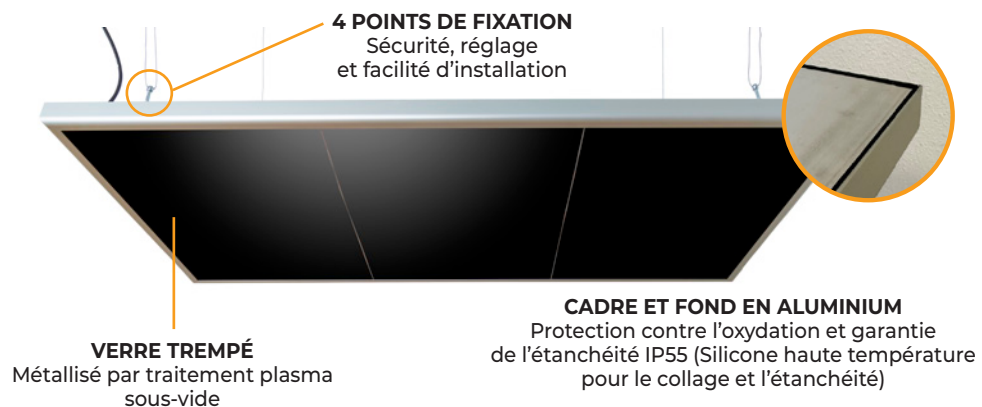 4 POINTS DE FIXATION
Sécurité, réglage
et facilité d'installation
VERRE TREMPÉ
Métallisé par traitement plasma
sous-vide
CADRE ET FOND EN ALUMINIUM
Protection contre l'oxydation et garantie
de l'étanchéité IP55 (Silicone haute température
pour le collage et l'étanchéité)